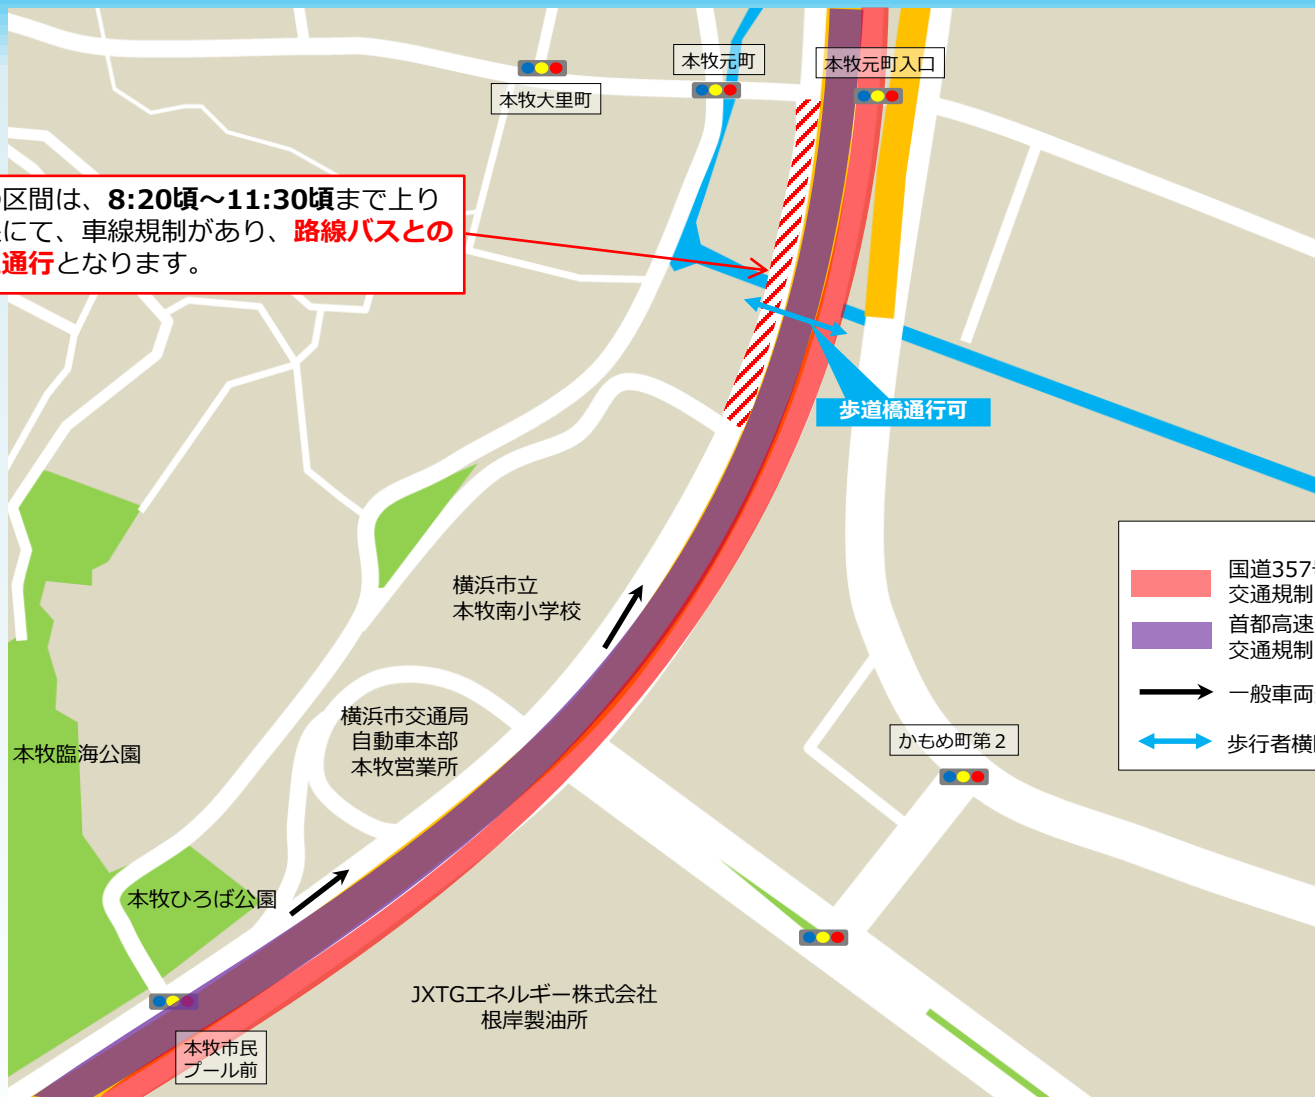 本牧元町
本牧元町入口
本牧大里町
区間は、8:20頃～11:30頃まで上り
にて、車線規制があり、路線バスとの
通行となります。
歩道橋通行可
国道357
交通規制
首都高速
交通規制
一般車両
歩行者横
横浜市立
本牧南小学校
横浜市交通局
自動車本部
本牧営業所
かもめ町第２
本牧臨海公園
本牧ひろば公園
JXTGエネルギー株式会社
根岸製油所
本牧市民
プール前